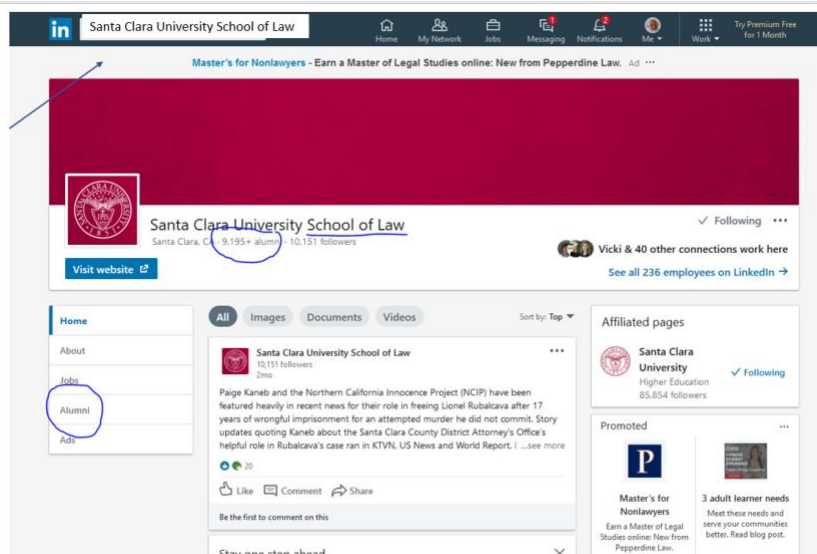 in Santa Clara University School of Law
Home My Network Jobs Messaging Notifications Me Work Try Premium Free
for 1 Month
Master's for Nonlawyers - Earn a Master of Legal Studies online: New from Pepperdine Law. Ad ...
Santa Clara University School of Law
Santa Clara, CA · 9,195+ alumni · 10,151 followers
Visit website
Following ...
Vicki & 40 other connections work here
See all 236 employees on LinkedIn →
Home
About
Jobs
Alumni
Ads
All Images Documents Videos Sort by: Top
Santa Clara University School of Law ...
10,151 followers
2mo
Paige Kaneb and the Northern California Innocence Project (NCIP) have been
featured heavily in recent news for their role in freeing Lionel Rubalcava after 17
years of wrongful imprisonment for an attempted murder he did not commit. Story
updates quoting Kaneb about the Santa Clara County District Attorney's Office's
helpful role in Rubalcava's case ran in KTVN, US News and World Report, ...see more
20
Like Comment Share
Be the first to comment on this
Stay one step ahead
Affiliated pages
Santa Clara
University
Higher Education
85,854 followers
Following
Promoted ...
P
Master's for
Nonlawyers
Earn a Master of Legal
Studies online: New from
Pepperdine Law.
3 adult learner needs
Meet these needs and
serve your communities
better. Read blog post.